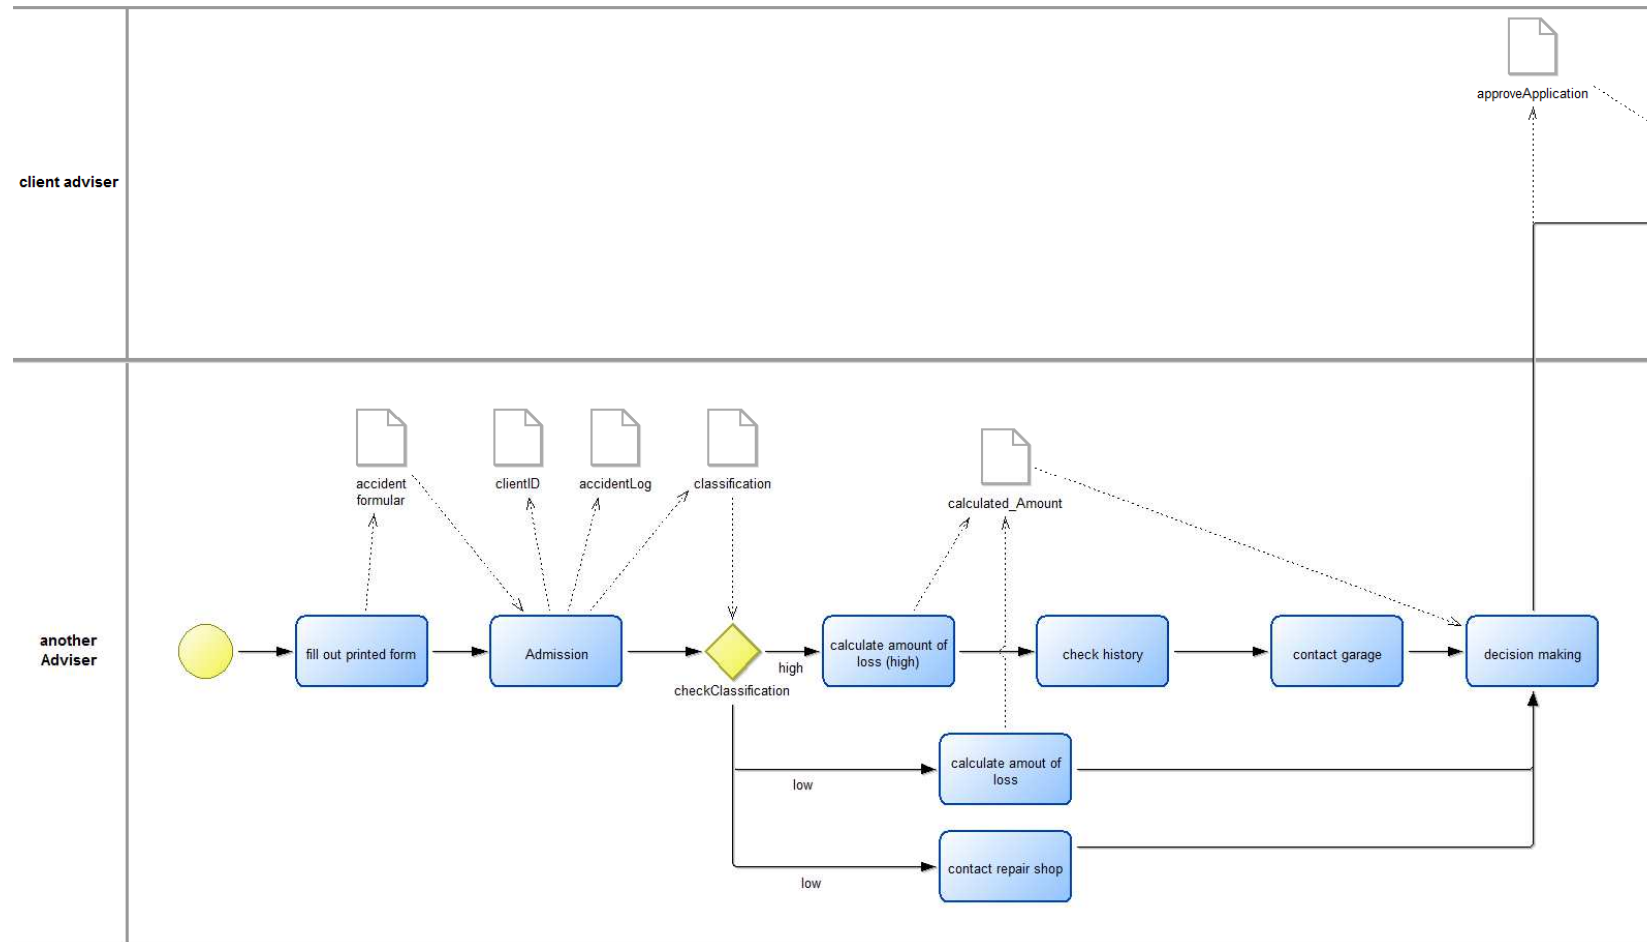 approveApplication
client adviser
accident
formular
clientID
accidentLog
classification
calculated_Amount
another
Adviser
fill out printed form
Admission
checkClassification
high
calculate amount of
loss (high)
check history
contact garage
decision making
low
calculate amout of
loss
low
contact repair shop